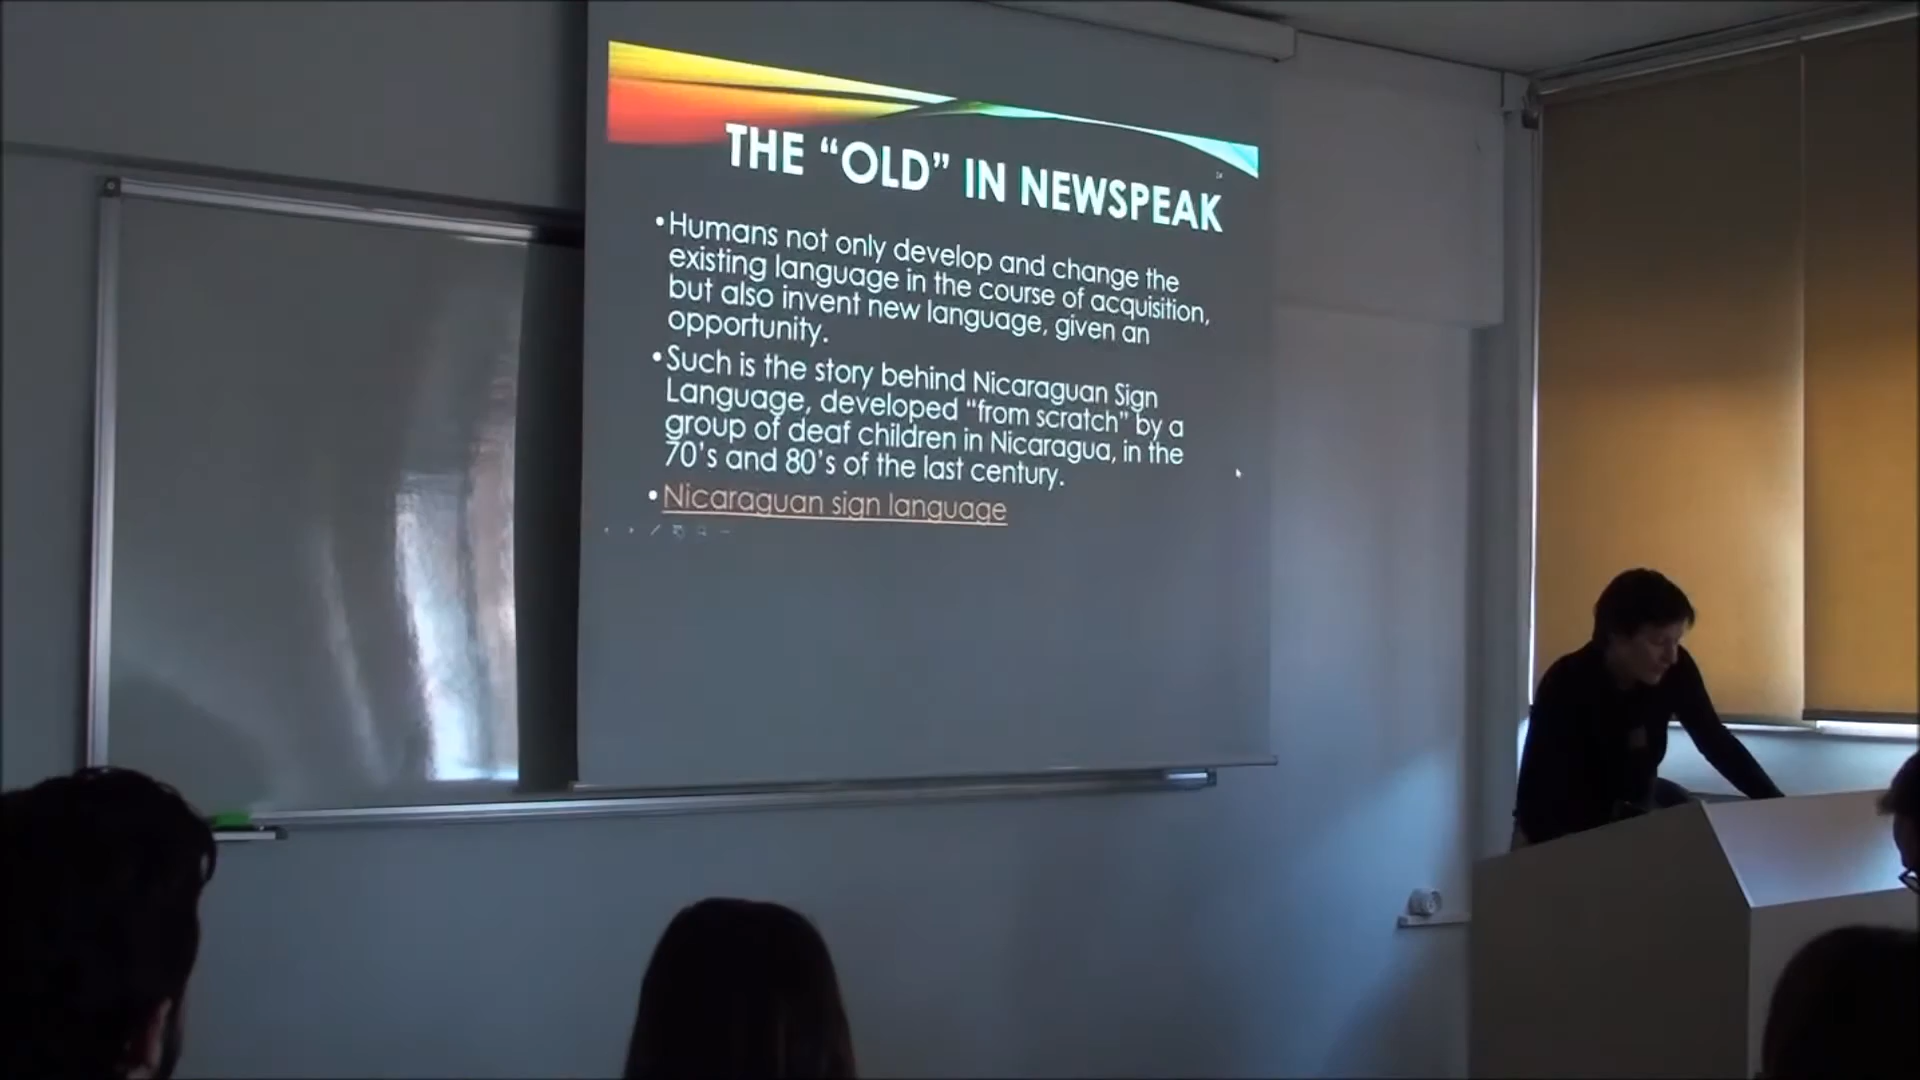 THE “OLD” IN NEWSPEAK
•Humans not only develop and change the
existing language in the course of acquisition,
but also invent new language, given an
opportunity.
•Such is the story behind Nicaraguan Sign
Language, developed “from scratch” by a
group of deaf children in Nicaragua, in the
70’s and 80’s of the last century.
•Nicaraguan sign language